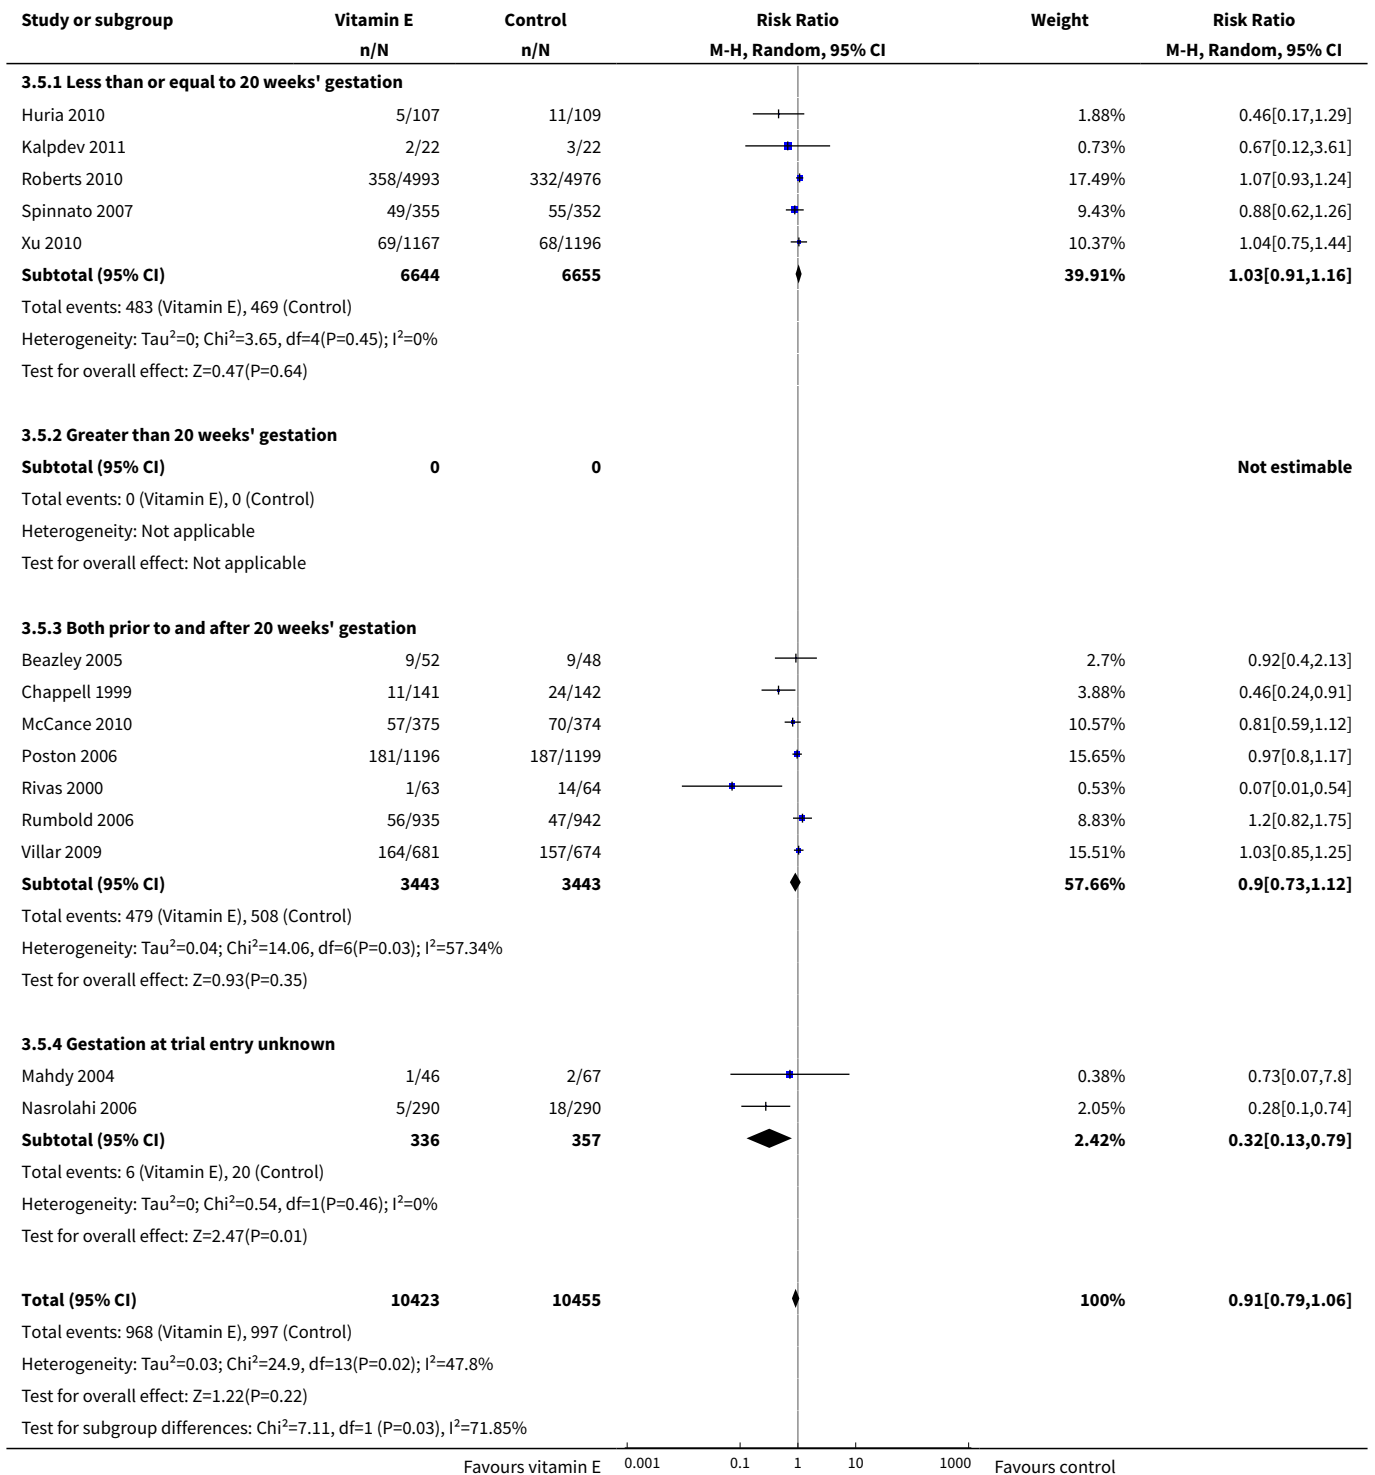 Study or subgroup Vitamin E Control Risk Ratio Weight Risk Ratio
n/N n/N M-H, Random, 95% CI M-H, Random, 95% CI
3.5.1 Less than or equal to 20 weeks' gestation
Huria 2010 5/107 11/109 1.88% 0.46[0.17,1.29]
Kalpdev 2011 2/22 3/22 0.73% 0.67[0.12,3.61]
Roberts 2010 358/4993 332/4976 17.49% 1.07[0.93,1.24]
Spinnato 2007 49/355 55/352 9.43% 0.88[0.62,1.26]
Xu 2010 69/1167 68/1196 10.37% 1.04[0.75,1.44]
Subtotal (95% CI) 6644 6655 39.91% 1.03[0.91,1.16]
Total events: 483 (Vitamin E), 469 (Control)
Heterogeneity: Tau²=0; Chi²=3.65, df=4(P=0.45); I²=0%
Test for overall effect: Z=0.47(P=0.64)
3.5.2 Greater than 20 weeks' gestation
Subtotal (95% CI) 0 0 Not estimable
Total events: 0 (Vitamin E), 0 (Control)
Heterogeneity: Not applicable
Test for overall effect: Not applicable
3.5.3 Both prior to and after 20 weeks' gestation
Beazley 2005 9/52 9/48 2.7% 0.92[0.4,2.13]
Chappell 1999 11/141 24/142 3.88% 0.46[0.24,0.91]
McCance 2010 57/375 70/374 10.57% 0.81[0.59,1.12]
Poston 2006 181/1196 187/1199 15.65% 0.97[0.8,1.17]
Rivas 2000 1/63 14/64 0.53% 0.07[0.01,0.54]
Rumbold 2006 56/935 47/942 8.83% 1.2[0.82,1.75]
Villar 2009 164/681 157/674 15.51% 1.03[0.85,1.25]
Subtotal (95% CI) 3443 3443 57.66% 0.9[0.73,1.12]
Total events: 479 (Vitamin E), 508 (Control)
Heterogeneity: Tau²=0.04; Chi²=14.06, df=6(P=0.03); I²=57.34%
Test for overall effect: Z=0.93(P=0.35)
3.5.4 Gestation at trial entry unknown
Mahdy 2004 1/46 2/67 0.38% 0.73[0.07,7.8]
Nasrolahi 2006 5/290 18/290 2.05% 0.28[0.1,0.74]
Subtotal (95% CI) 336 357 2.42% 0.32[0.13,0.79]
Total events: 6 (Vitamin E), 20 (Control)
Heterogeneity: Tau²=0; Chi²=0.54, df=1(P=0.46); I²=0%
Test for overall effect: Z=2.47(P=0.01)
Total (95% CI) 10423 10455 100% 0.91[0.79,1.06]
Total events: 968 (Vitamin E), 997 (Control)
Heterogeneity: Tau²=0.03; Chi²=24.9, df=13(P=0.02); I²=47.8%
Test for overall effect: Z=1.22(P=0.22)
Test for subgroup differences: Chi²=7.11, df=1 (P=0.03), I²=71.85%
Favours vitamin E 0.001 0.1 1 10 1000 Favours control